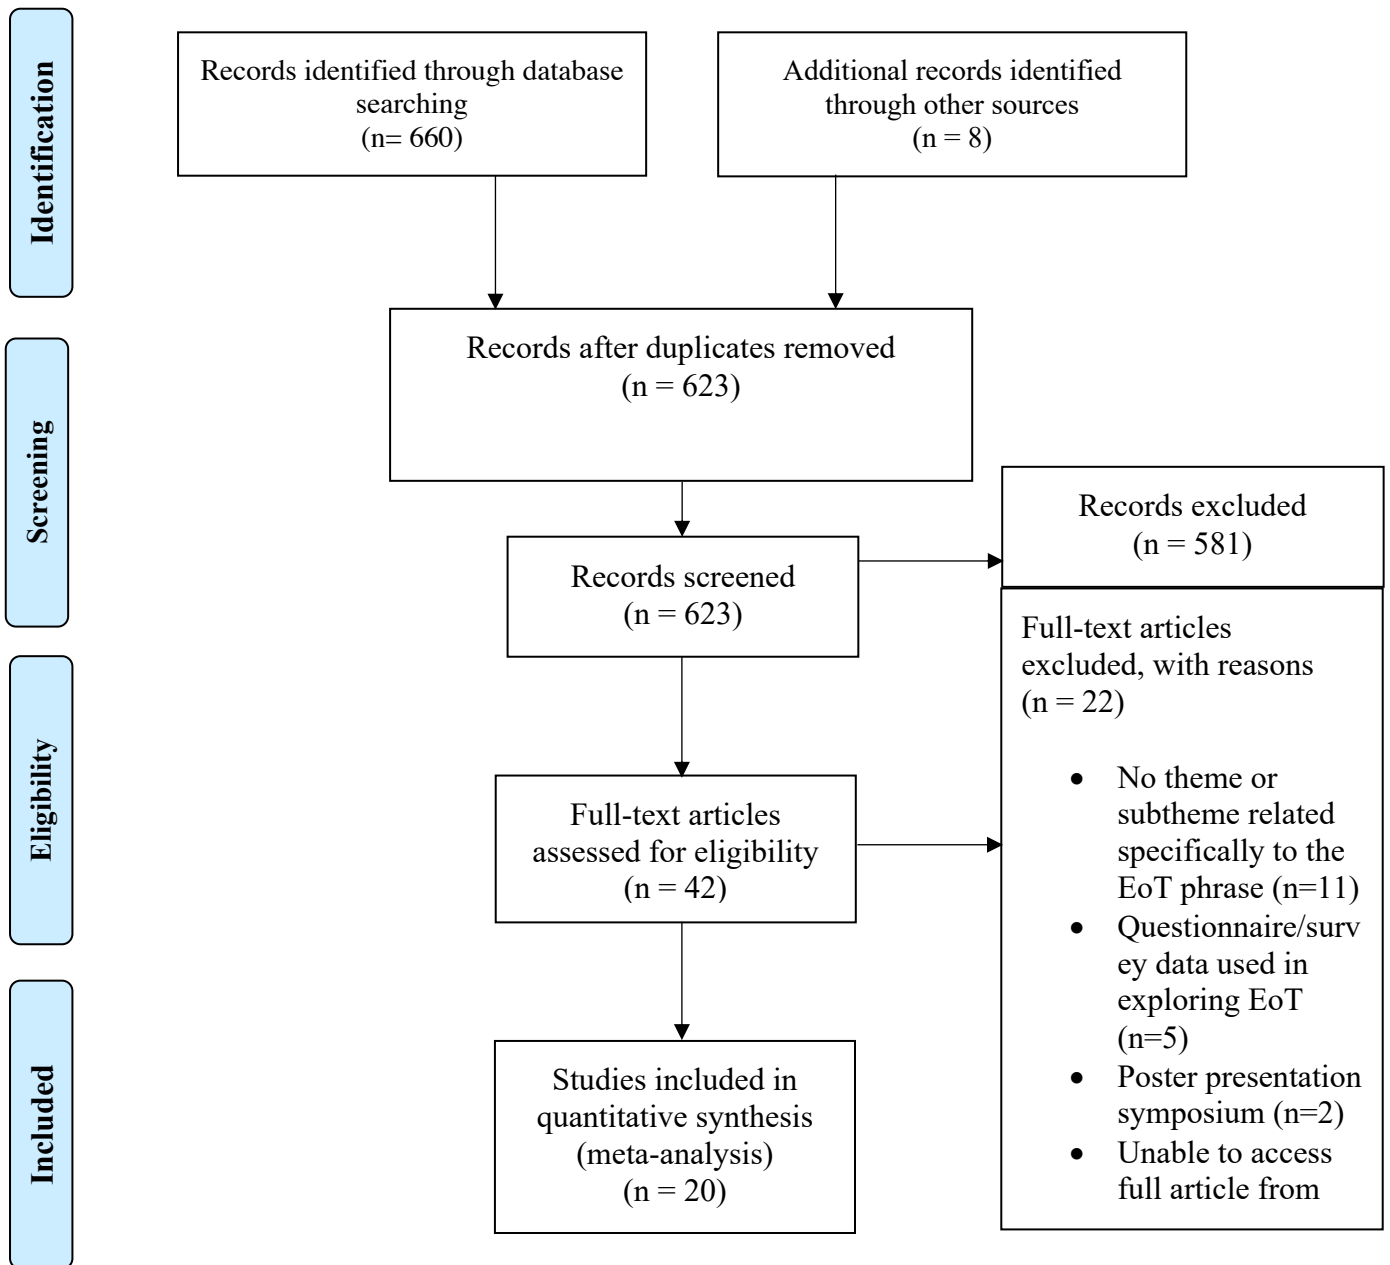 Identification
Records identified through database
searching
(n= 660)
Additional records identified
through other sources
(n = 8)
Screening
Records after duplicates removed
(n = 623)
Records screened
(n = 623)
Records excluded
(n = 581)
Eligibility
Full-text articles
assessed for eligibility
(n = 42)
Full-text articles
excluded, with reasons
(n = 22)
• No theme or
subtheme related
specifically to the
EoT phrase (n=11)
• Questionnaire/surv
ey data used in
exploring EoT
(n=5)
• Poster presentation
symposium (n=2)
• Unable to access
full article from
Included
Studies included in
quantitative synthesis
(meta-analysis)
(n = 20)